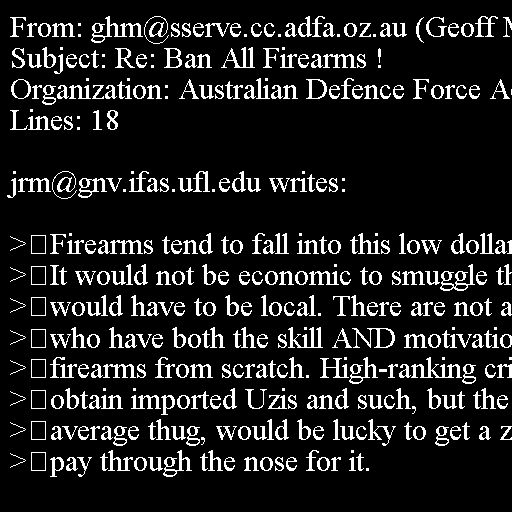 From: ghm@sserve.cc.adfa.oz.au (Geoff
Subject: Re: Ban All Firearms !
Organization: Australian Defence Force
Lines: 18
jrm@gnv.ifas.ufl.edu writes:
>□Firearms tend to fall into this low dollar
>□It would not be economic to smuggle
>□would have to be local. There are not a
>□who have both the skill AND
>□firearms from scratch. High-ranking
>□obtain imported Uzis and such, but the
>□average thug, would be lucky to get a z
>□pay through the nose for it.